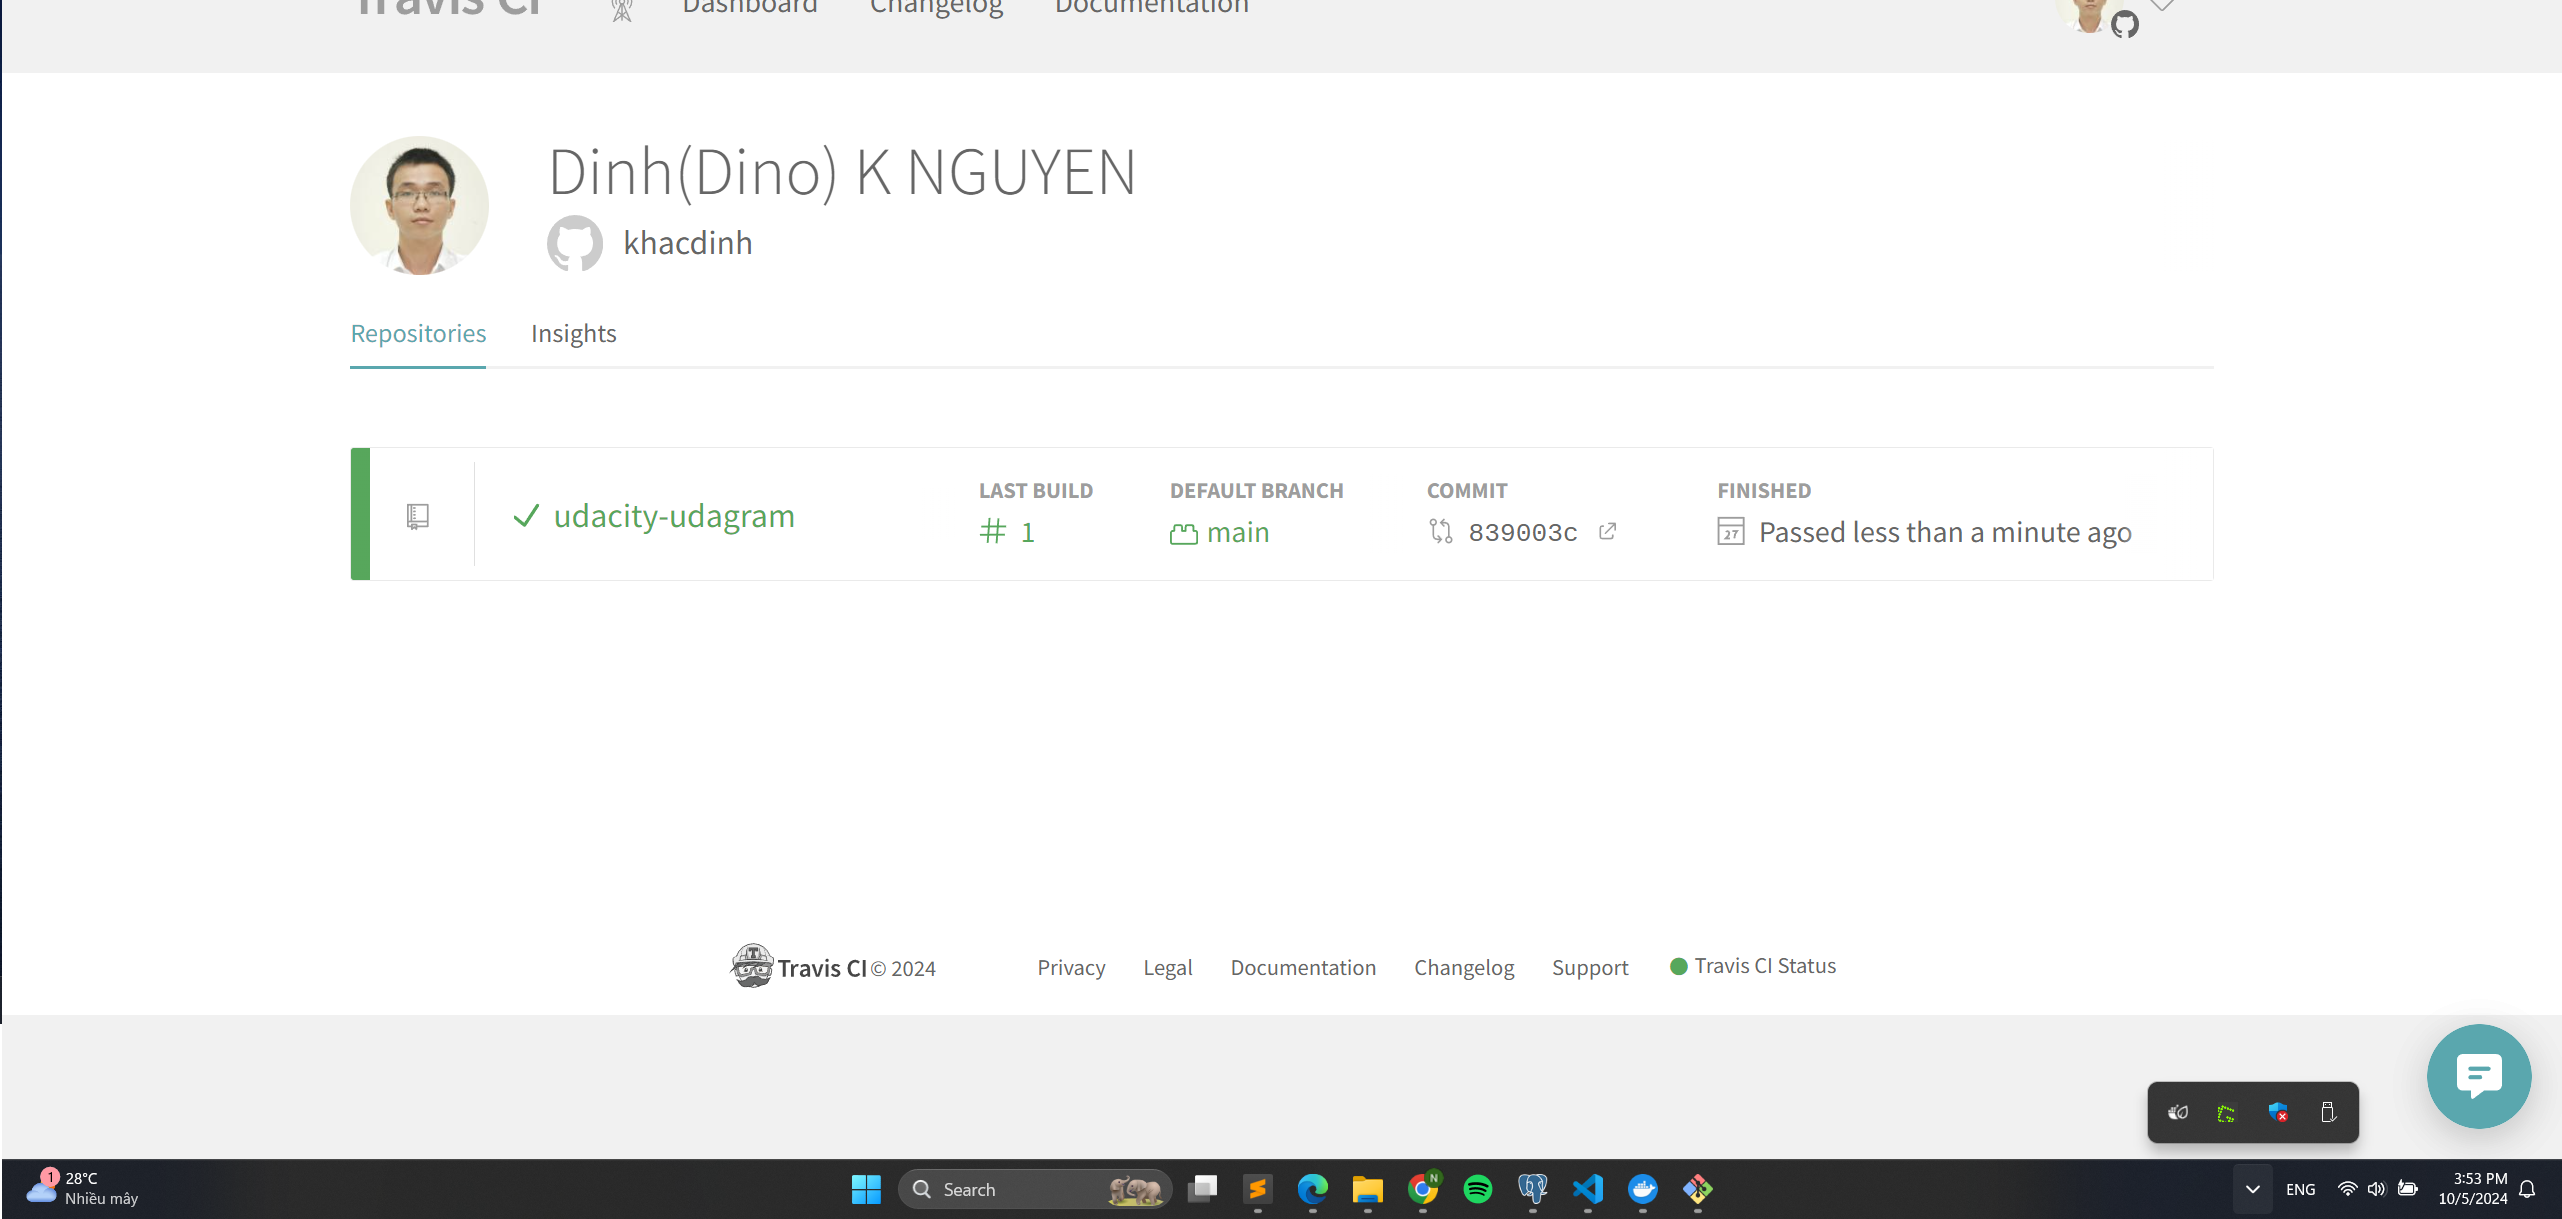 Travis CI
Dashboard
Changelog
Documentation
Dinh(Dino) K NGUYEN
khacdinh
Repositories
Insights
udacity-udagram
LAST BUILD
# 1
DEFAULT BRANCH
main
COMMIT
839003c
FINISHED
27
Passed less than a minute ago
Travis CI © 2024
Privacy
Legal
Documentation
Changelog
Support
Travis CI Status
1
28°C
Nhiều mây
Search
N
ENG
3:53 PM
10/5/2024